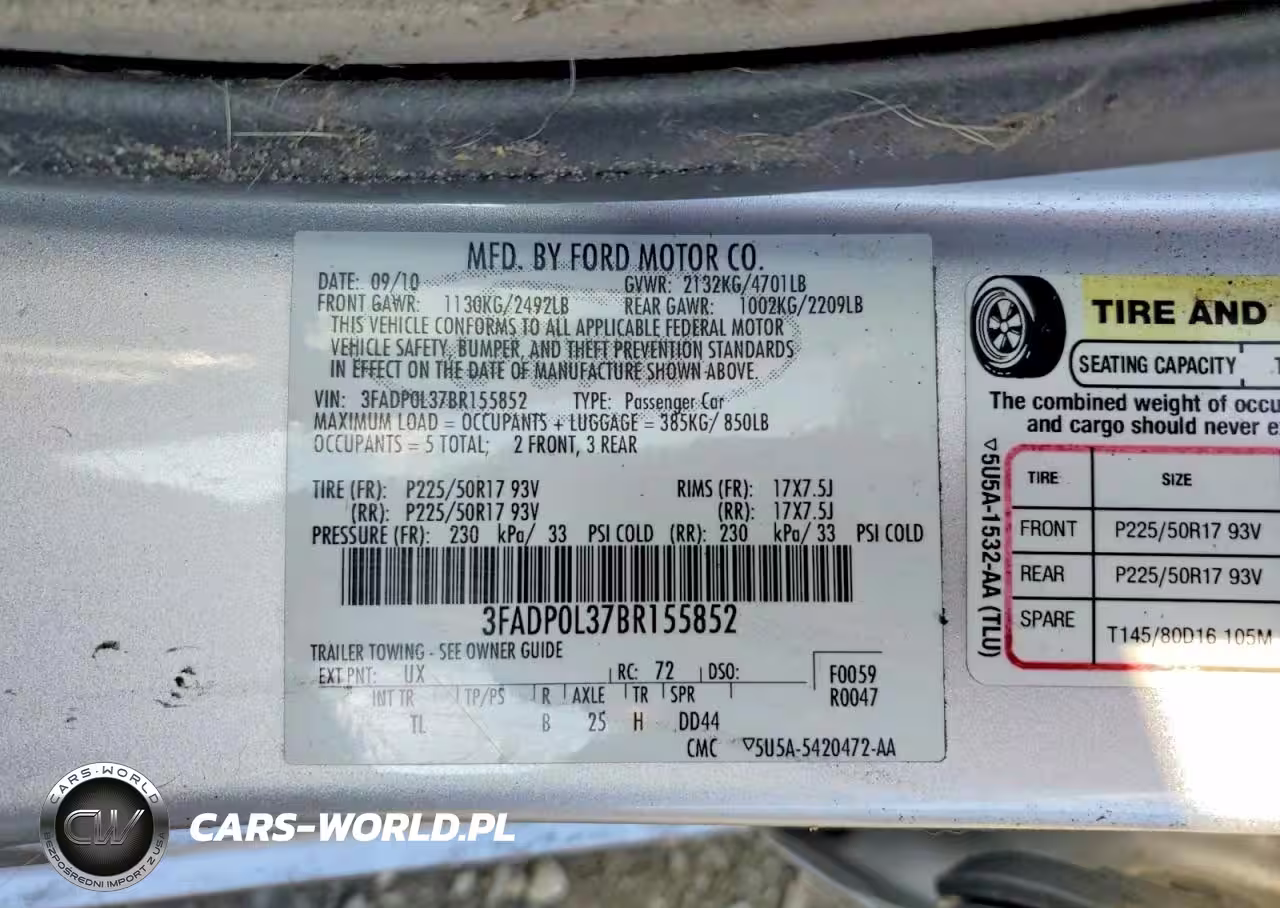 MFD. BY FORD MOTOR CO.
DATE: 09/10 GVWR: 2132KG/4701LB
FRONT GAWR: 1130KG/2492LB REAR GAWR: 1002KG/2209LB
THIS VEHICLE CONFORMS TO ALL APPLICABLE FEDERAL MOTOR
VEHICLE SAFETY, BUMPER, AND THEFT PREVENTION STANDARDS
IN EFFECT ON THE DATE OF MANUFACTURE SHOWN ABOVE.
VIN: 3FADP0L37BR155852 TYPE: Passenger Car
MAXIMUM LOAD = OCCUPANTS + LUGGAGE = 385KG/ 850LB
OCCUPANTS = 5 TOTAL; 2 FRONT, 3 REAR
TIRE (FR): P225/50R17 93V RIMS (FR): 17X7.5J
(RR): P225/50R17 93V (RR): 17X7.5J
PRESSURE (FR): 230 kPa/ 33 PSI COLD (RR): 230 kPa/ 33 PSI COLD
3FADP0L37BR155852
TRAILER TOWING - SEE OWNER GUIDE
EXT PNT: UX RC: 72 DSO: F0059
INT TR TP/PS R AXLE TR SPR R0047
TL B 25 H DD44
CMC ▽5U5A-5420472-AA
TIRE AND
SEATING CAPACITY
The combined weight of occu
and cargo should never e
▽5U5A-1532-AA (TLU)
TIRE SIZE
FRONT P225/50R17 93V
REAR P225/50R17 93V
SPARE T145/80D16 105M
CARS-WORLD
CW
BEZPOŚREDNI IMPORT Z USA
CARS-WORLD.PL